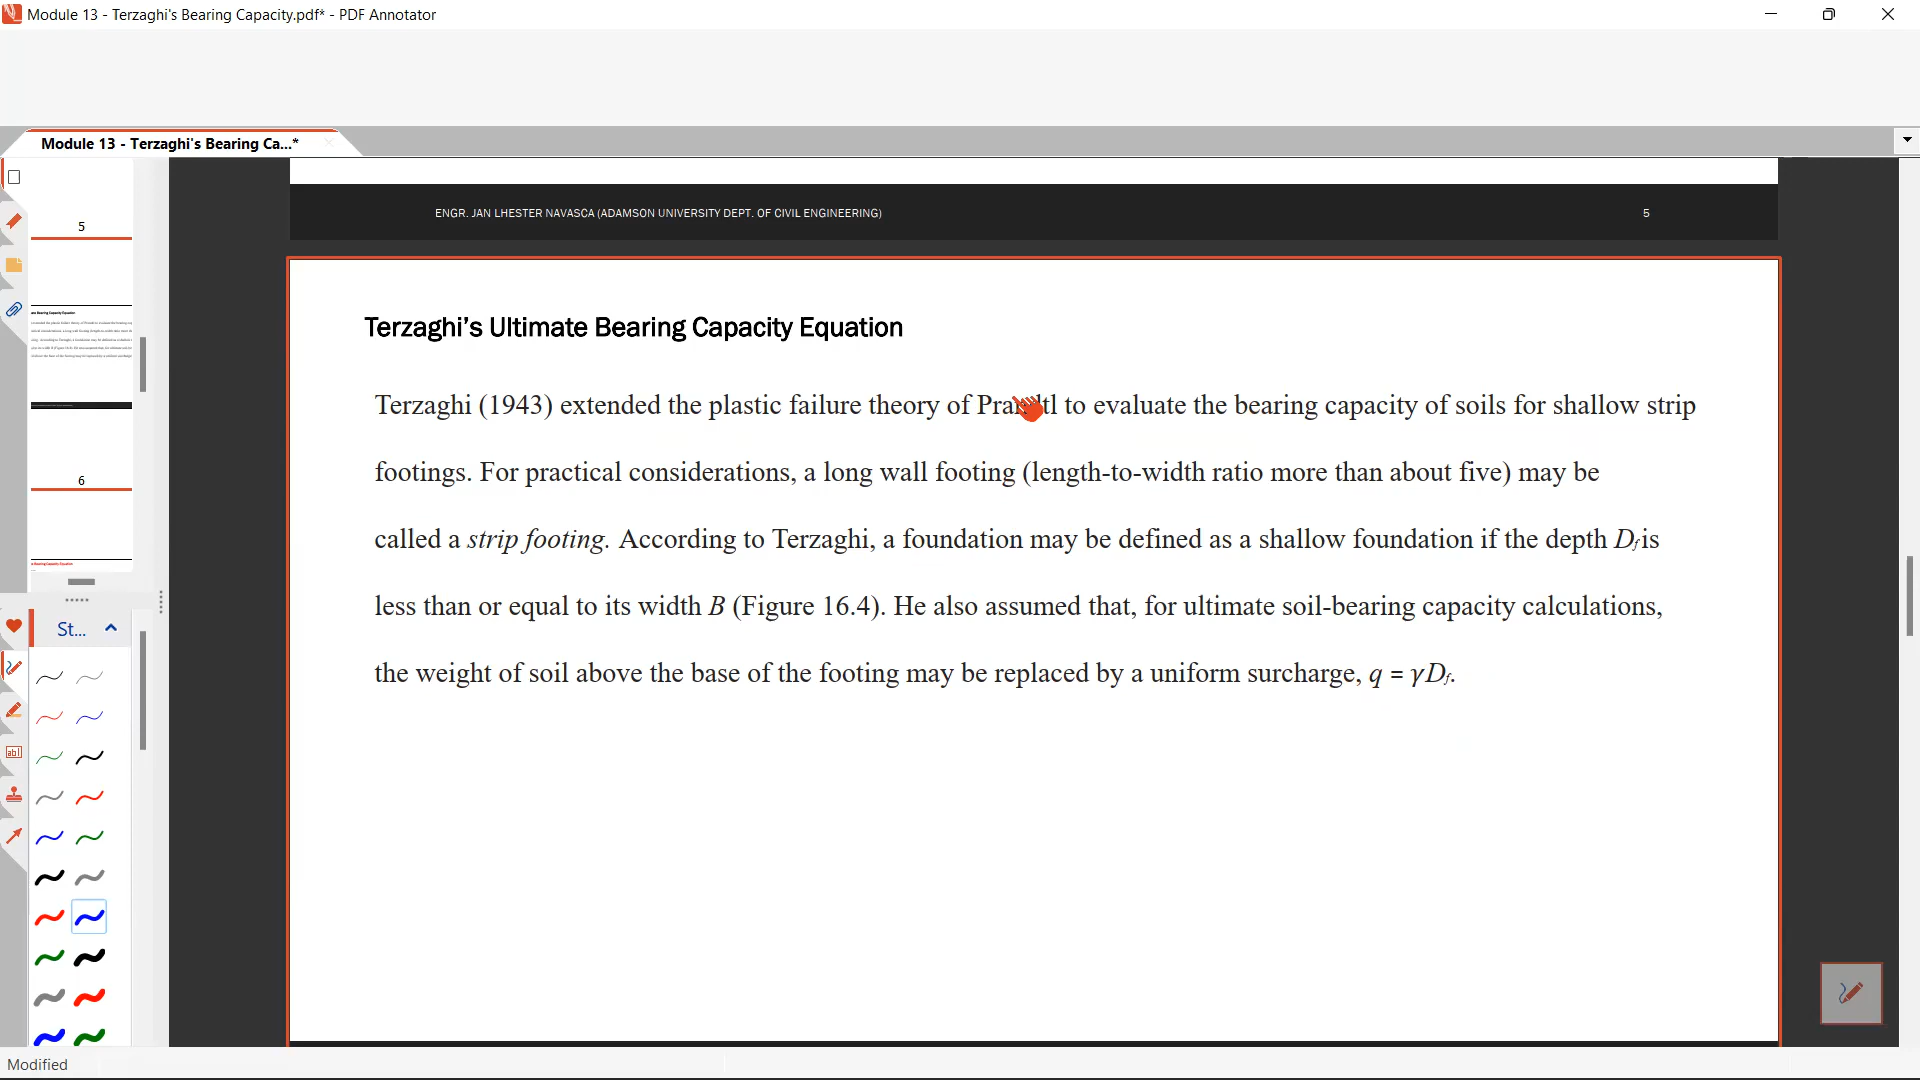 Module 13 - Terzaghi's Bearing Capacity.pdf* - PDF Annotator
Module 13 - Terzaghi's Bearing Ca...*
5
6
St...
ENGR. JAN LHESTER NAVASCA (ADAMSON UNIVERSITY DEPT. OF CIVIL ENGINEERING)
5
Terzaghi's Ultimate Bearing Capacity Equation
Terzaghi (1943) extended the plastic failure theory of Prandtl to evaluate the bearing capacity of soils for shallow strip
footings. For practical considerations, a long wall footing (length-to-width ratio more than about five) may be
called a strip footing. According to Terzaghi, a foundation may be defined as a shallow foundation if the depth Df is
less than or equal to its width B (Figure 16.4). He also assumed that, for ultimate soil-bearing capacity calculations,
the weight of soil above the base of the footing may be replaced by a uniform surcharge, q = γDf.
Modified